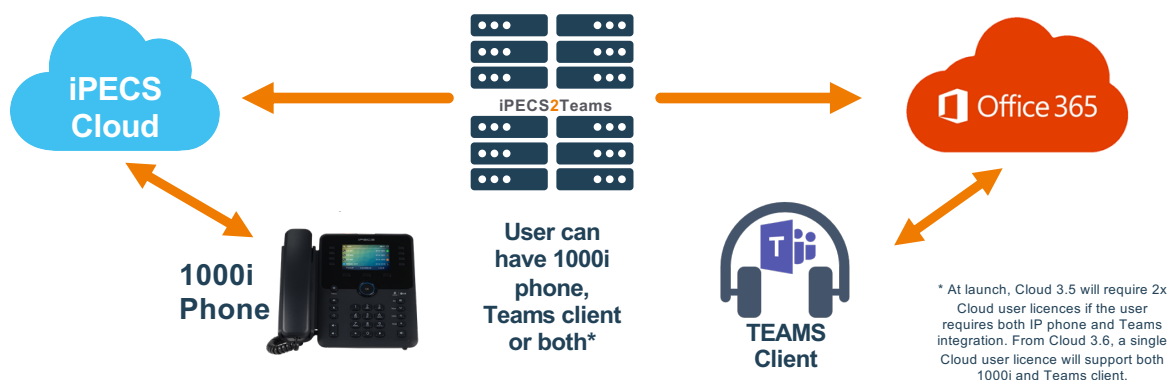 iPECS
Cloud
iPECS2Teams
Office 365
1000i
Phone
User can
have 1000i
phone,
Teams client
or both*
T
TEAMS
Client
* At launch, Cloud 3.5 will require 2x
Cloud user licences if the user
requires both IP phone and Teams
integration. From Cloud 3.6, a single
Cloud user licence will support both
1000i and Teams client.